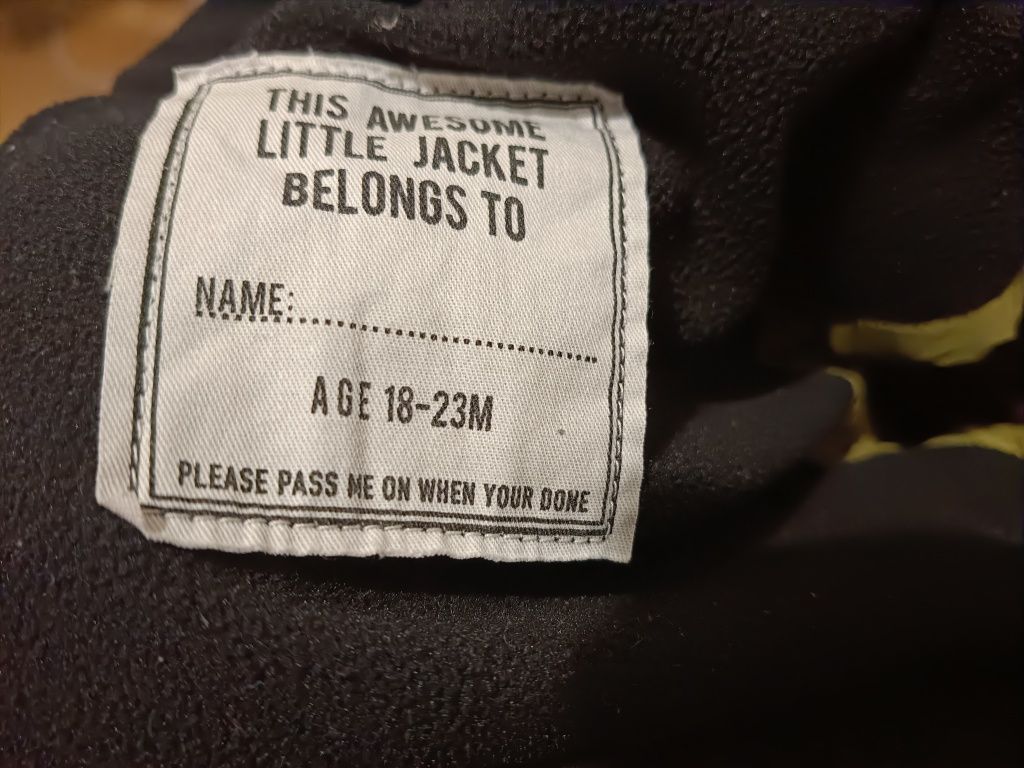 THIS AWESOME
LITTLE JACKET
BELONGS TO
NAME:..............................
AGE 18-23M
PLEASE PASS ME ON WHEN YOUR DONE